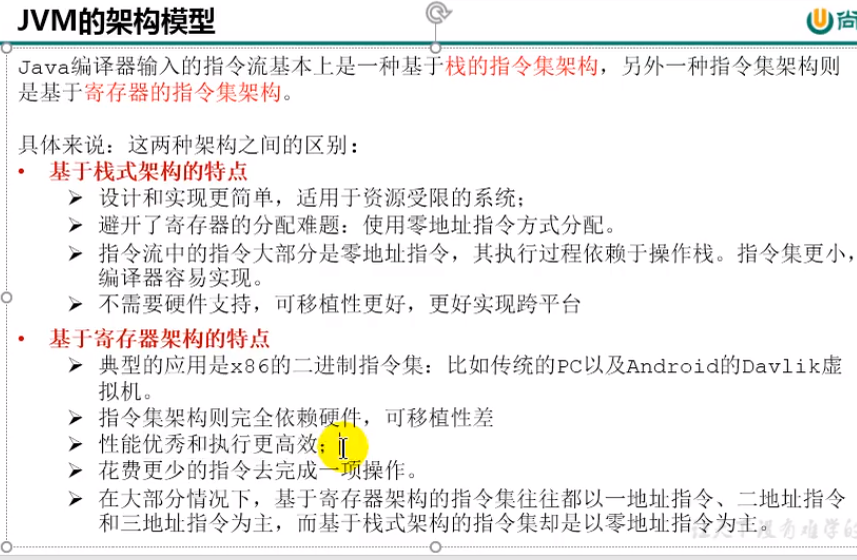 JVM的架构模型
尚
Java编译器输入的指令流基本上是一种基于栈的指令集架构，另外一种指令集架构则
是基于寄存器的指令集架构。
具体来说：这两种架构之间的区别：
• 基于栈式架构的特点
➢ 设计和实现更简单，适用于资源受限的系统；
➢ 避开了寄存器的分配难题：使用零地址指令方式分配。
➢ 指令流中的指令大部分是零地址指令，其执行过程依赖于操作栈。指令集更小，
编译器容易实现。
➢ 不需要硬件支持，可移植性更好，更好实现跨平台
• 基于寄存器架构的特点
➢ 典型的应用是x86的二进制指令集：比如传统的PC以及Android的Davlik虚
拟机。
➢ 指令集架构则完全依赖硬件，可移植性差
➢ 性能优秀和执行更高效；
➢ 花费更少的指令去完成一项操作。
➢ 在大部分情况下，基于寄存器架构的指令集往往都以一地址指令、二地址指令
和三地址指令为主，而基于栈式架构的指令集却是以零地址指令为主。